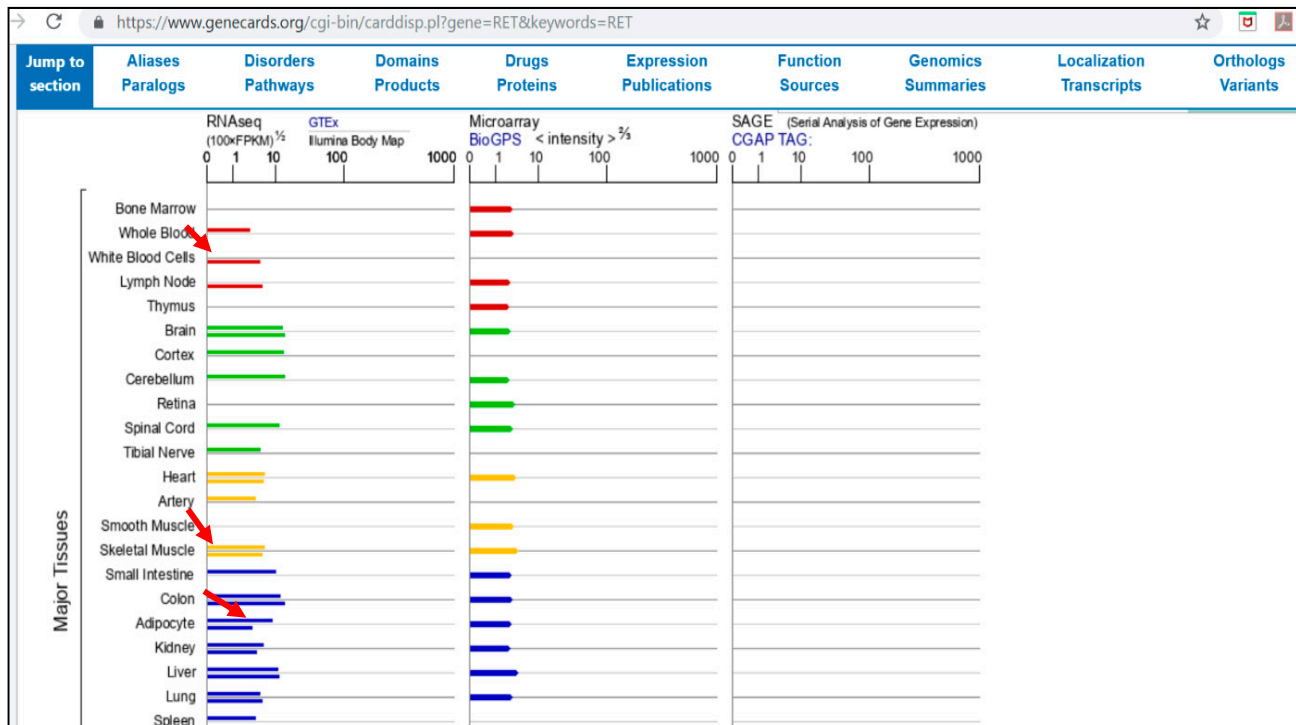 https://www.genecards.org/cgi-bin/carddisp.pl?gene=RET&keywords=RET
Jump to section
Aliases Disorders Domains Drugs Expression Function Genomics Localization Orthologs
Paralogs Pathways Products Proteins Publications Sources Summaries Transcripts Variants
RNAseq GTEx Microarray SAGE (Serial Analysis of Gene Expression)
(100×FPKM)½ Illumina Body Map BioGPS < intensity > ⅔ CGAP TAG:
0 1 10 100 1000 0 1 10 100 1000 0 1 10 100 1000
Major Tissues
Bone Marrow
Whole Blood
White Blood Cells
Lymph Node
Thymus
Brain
Cortex
Cerebellum
Retina
Spinal Cord
Tibial Nerve
Heart
Artery
Smooth Muscle
Skeletal Muscle
Small Intestine
Colon
Adipocyte
Kidney
Liver
Lung
Spleen